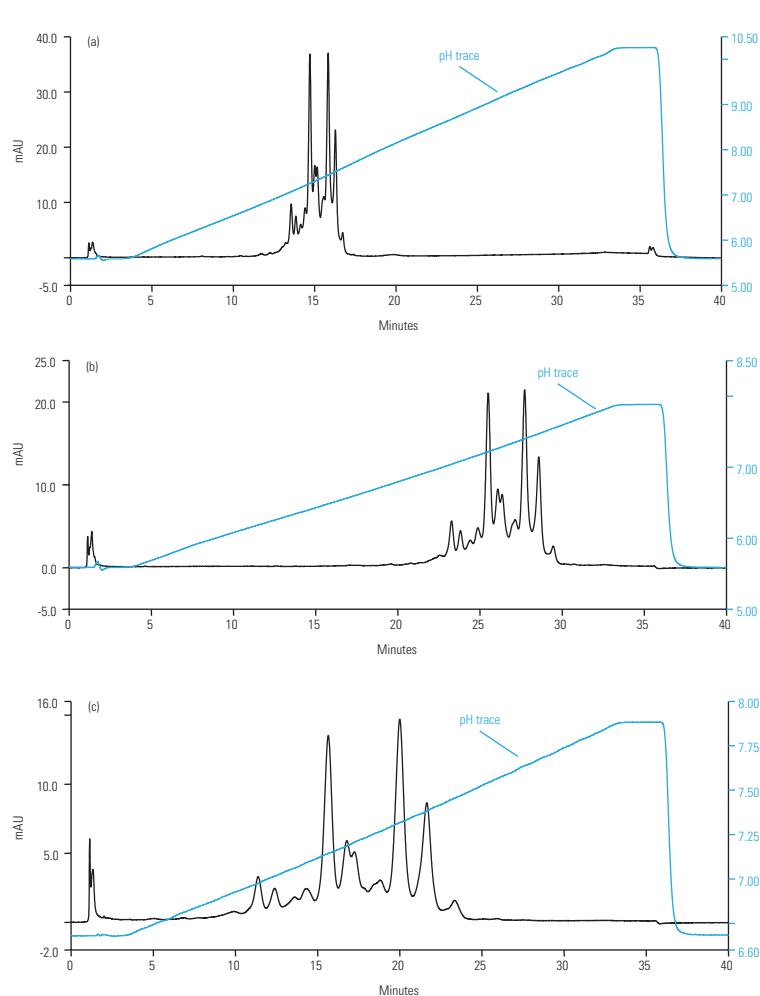 (a)
40.0
30.0
20.0
10.0
-5.0
mAU
pH trace
10.50
9.00
8.00
7.00
6.00
5.00
0 5 10 15 20 25 30 35 40
Minutes
(b)
25.0
20.0
10.0
0.0
-5.0
mAU
pH trace
8.50
7.00
6.00
5.00
0 5 10 15 20 25 30 35 40
Minutes
(c)
16.0
10.0
5.0
-2.0
mAU
pH trace
8.00
7.75
7.50
7.25
7.00
6.60
0 5 10 15 20 25 30 35 40
Minutes